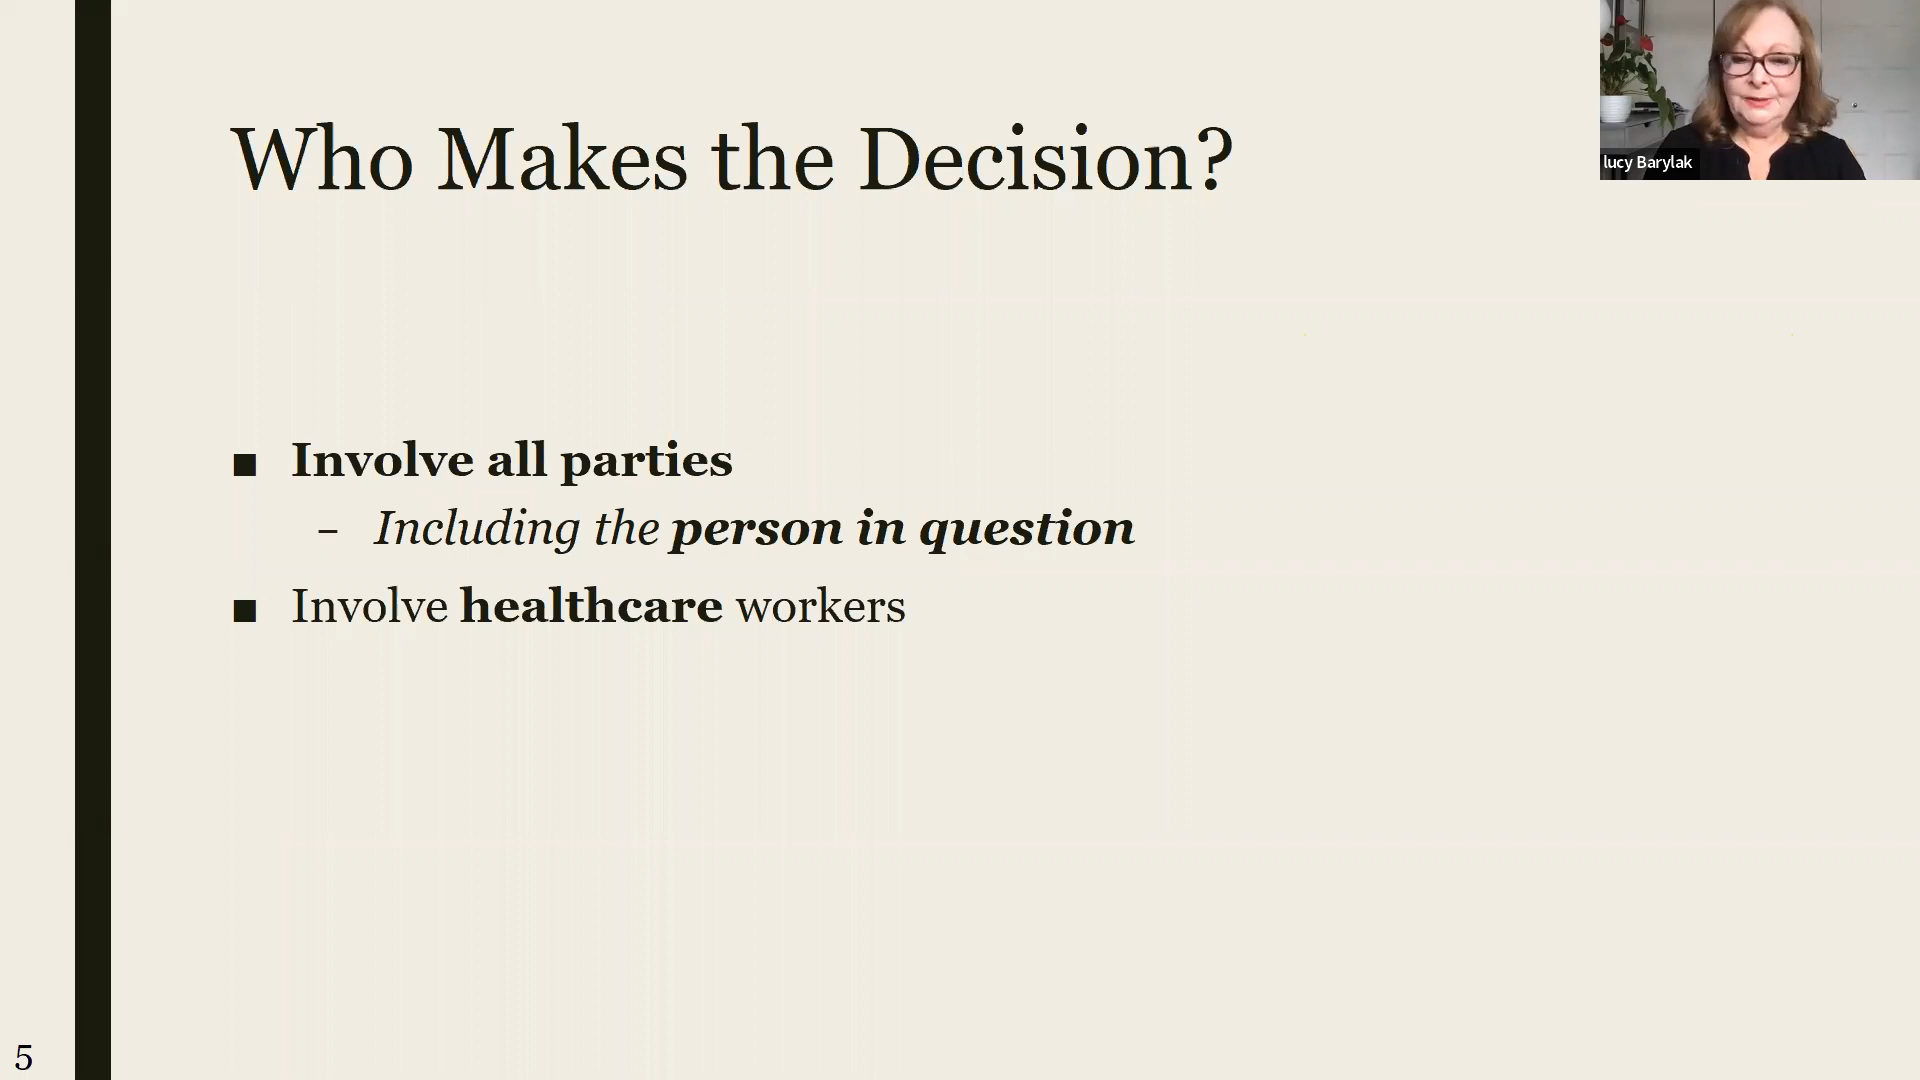 Who Makes the Decision?
lucy Barylak
■ Involve all parties
– Including the person in question
■ Involve healthcare workers
5